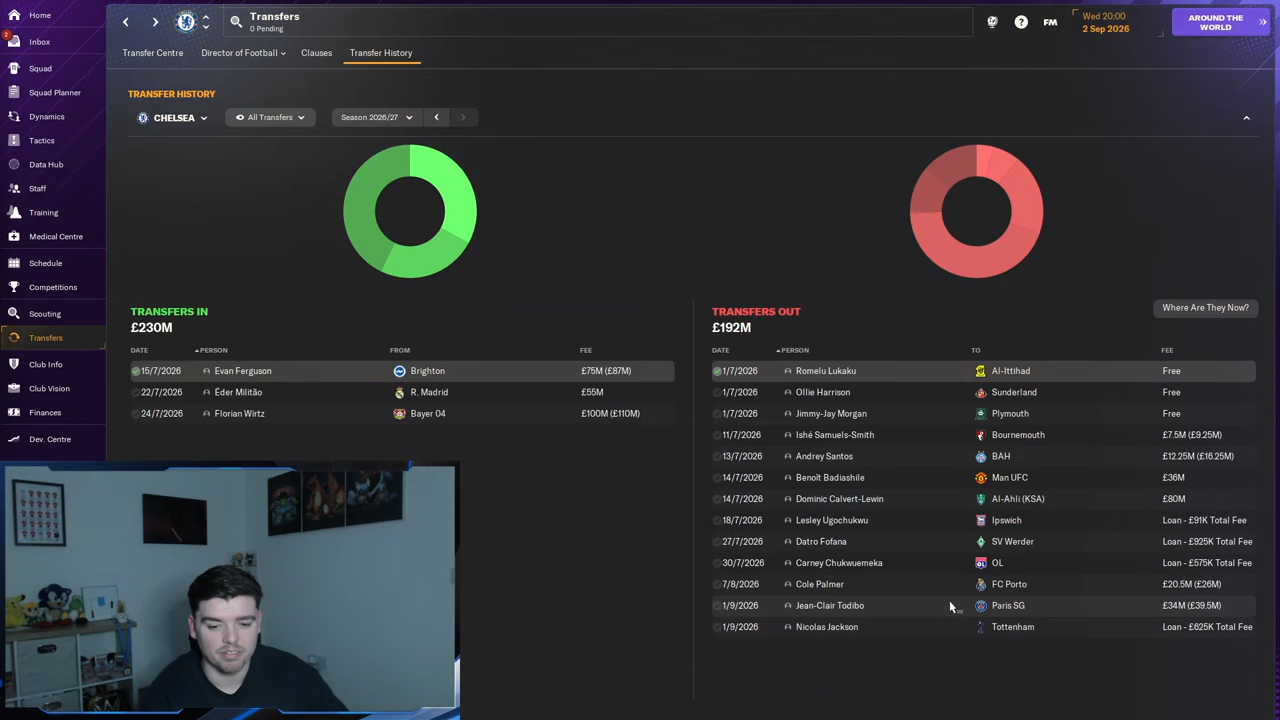 Home
Inbox
2
Squad
Squad Planner
Dynamics
Tactics
Data Hub
Staff
Training
Medical Centre
Schedule
Competitions
Scouting
Transfers
Club Info
Club Vision
Finances
Dev. Centre
Transfers
0 Pending
FM
Wed 20:00
2 Sep 2026
AROUND THE
WORLD
Transfer Centre Director of Football Clauses Transfer History
TRANSFER HISTORY
CHELSEA All Transfers Season 2026/27
TRANSFERS IN
£230M
DATE PERSON FROM FEE
15/7/2026 Evan Ferguson Brighton £75M (£87M)
22/7/2026 Éder Militão R. Madrid £55M
24/7/2026 Florian Wirtz Bayer 04 £100M (£110M)
TRANSFERS OUT
£192M
Where Are They Now?
DATE PERSON TO FEE
1/7/2026 Romelu Lukaku Al-Ittihad Free
1/7/2026 Ollie Harrison Sunderland Free
1/7/2026 Jimmy-Jay Morgan Plymouth Free
11/7/2026 Ishé Samuels-Smith Bournemouth £7.5M (£9.25M)
13/7/2026 Andrey Santos BAH £12.25M (£16.25M)
14/7/2026 Benoît Badiashile Man UFC £36M
14/7/2026 Dominic Calvert-Lewin Al-Ahli (KSA) £80M
18/7/2026 Lesley Ugochukwu Ipswich Loan - £91K Total Fee
27/7/2026 Datro Fofana SV Werder Loan - £925K Total Fee
30/7/2026 Carney Chukwuemeka OL Loan - £575K Total Fee
7/8/2026 Cole Palmer FC Porto £20.5M (£26M)
1/9/2026 Jean-Clair Todibo Paris SG £34M (£39.5M)
1/9/2026 Nicolas Jackson Tottenham Loan - £625K Total Fee